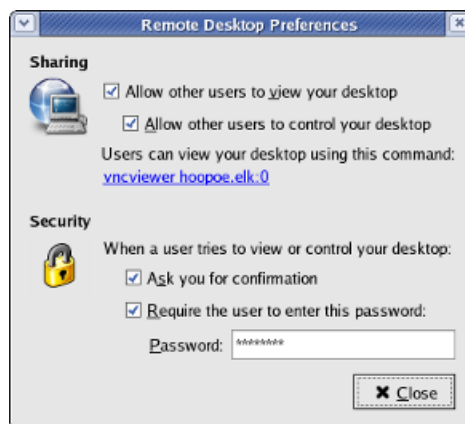 Remote Desktop Preferences
Sharing
Allow other users to view your desktop
Allow other users to control your desktop
Users can view your desktop using this command:
vncviewer hoopoe.elk:0
Security
When a user tries to view or control your desktop:
Ask you for confirmation
Require the user to enter this password:
Password: ********
Close